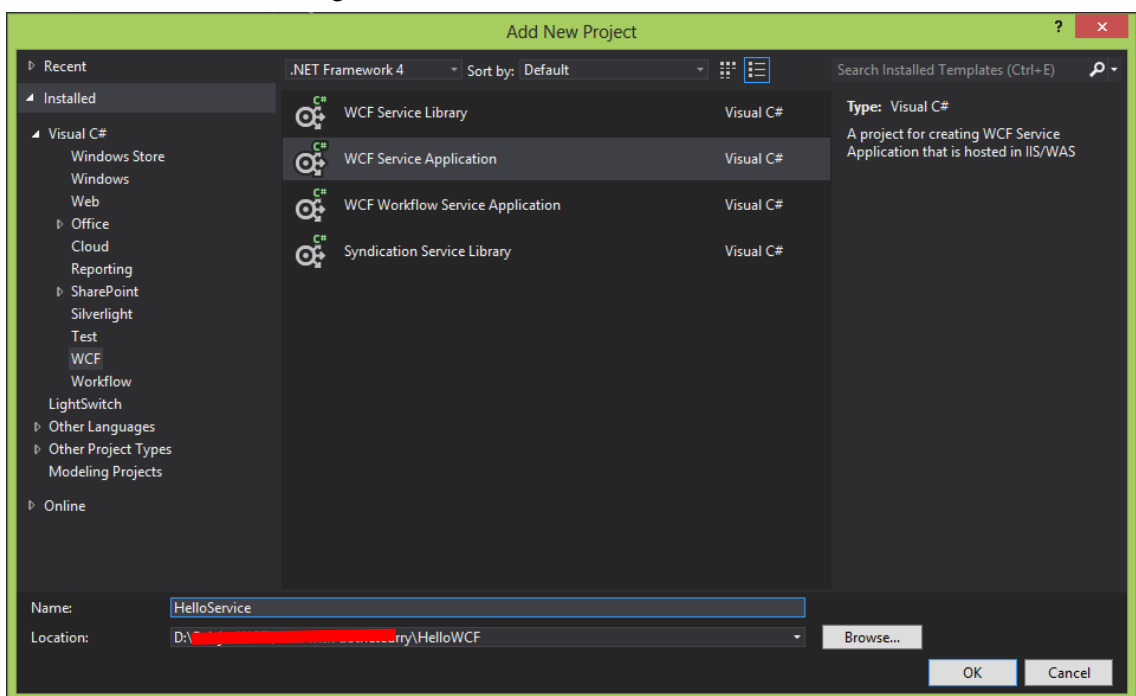 Add New Project
?
Recent
.NET Framework 4
Sort by: Default
Search Installed Templates (Ctrl+E)
Installed
Visual C#
Windows Store
Windows
Web
Office
Cloud
Reporting
SharePoint
Silverlight
Test
WCF
Workflow
LightSwitch
Other Languages
Other Project Types
Modeling Projects
Online
C#
WCF Service Library
Visual C#
C#
WCF Service Application
Visual C#
C#
WCF Workflow Service Application
Visual C#
C#
Syndication Service Library
Visual C#
Type: Visual C#
A project for creating WCF Service
Application that is hosted in IIS/WAS
Name: HelloService
Location: D:\ rry\HelloWCF
Browse...
OK Cancel